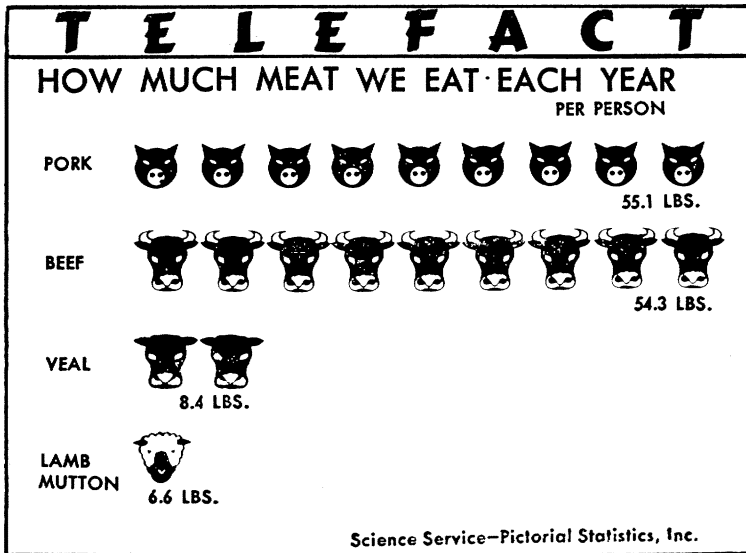 TELEFACT
HOW MUCH MEAT WE EAT·EACH YEAR
PER PERSON
PORK
55.1 LBS.
BEEF
54.3 LBS.
VEAL
8.4 LBS.
LAMB
MUTTON
6.6 LBS.
Science Service–Pictorial Statistics, Inc.